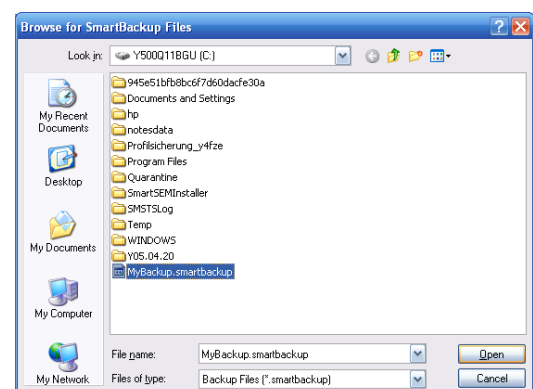 Browse for SmartBackup Files
Look in: Y500Q11BGU (C:)
945e51bfb8bc6f7d60dacfe30a
Documents and Settings
hp
notesdata
Profilsicherung_y4fze
Program Files
Quarantine
SmartSEMInstaller
SMSTSLog
Temp
WINDOWS
Y05.04.20
MyBackup.smartbackup
My Recent
Documents
Desktop
My Documents
My Computer
My Network
File name: MyBackup.smartbackup Open
Files of type: Backup Files (*.smartbackup) Cancel